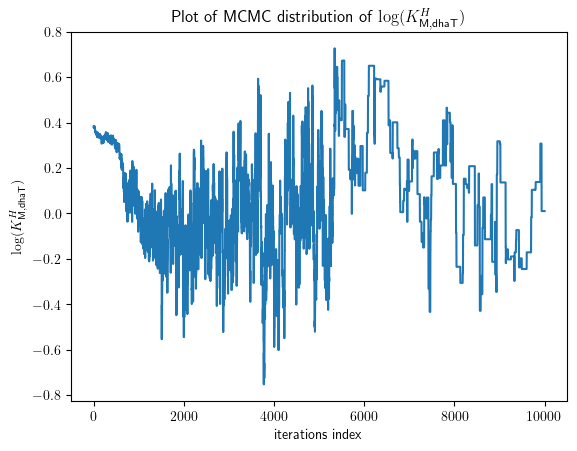 Plot of MCMC distribution of log(K^H_M,dhaT)
0.8
0.6
0.4
0.2
0.0
−0.2
−0.4
−0.6
−0.8
log(K^H_M,dhaT)
0 2000 4000 6000 8000 10000
iterations index